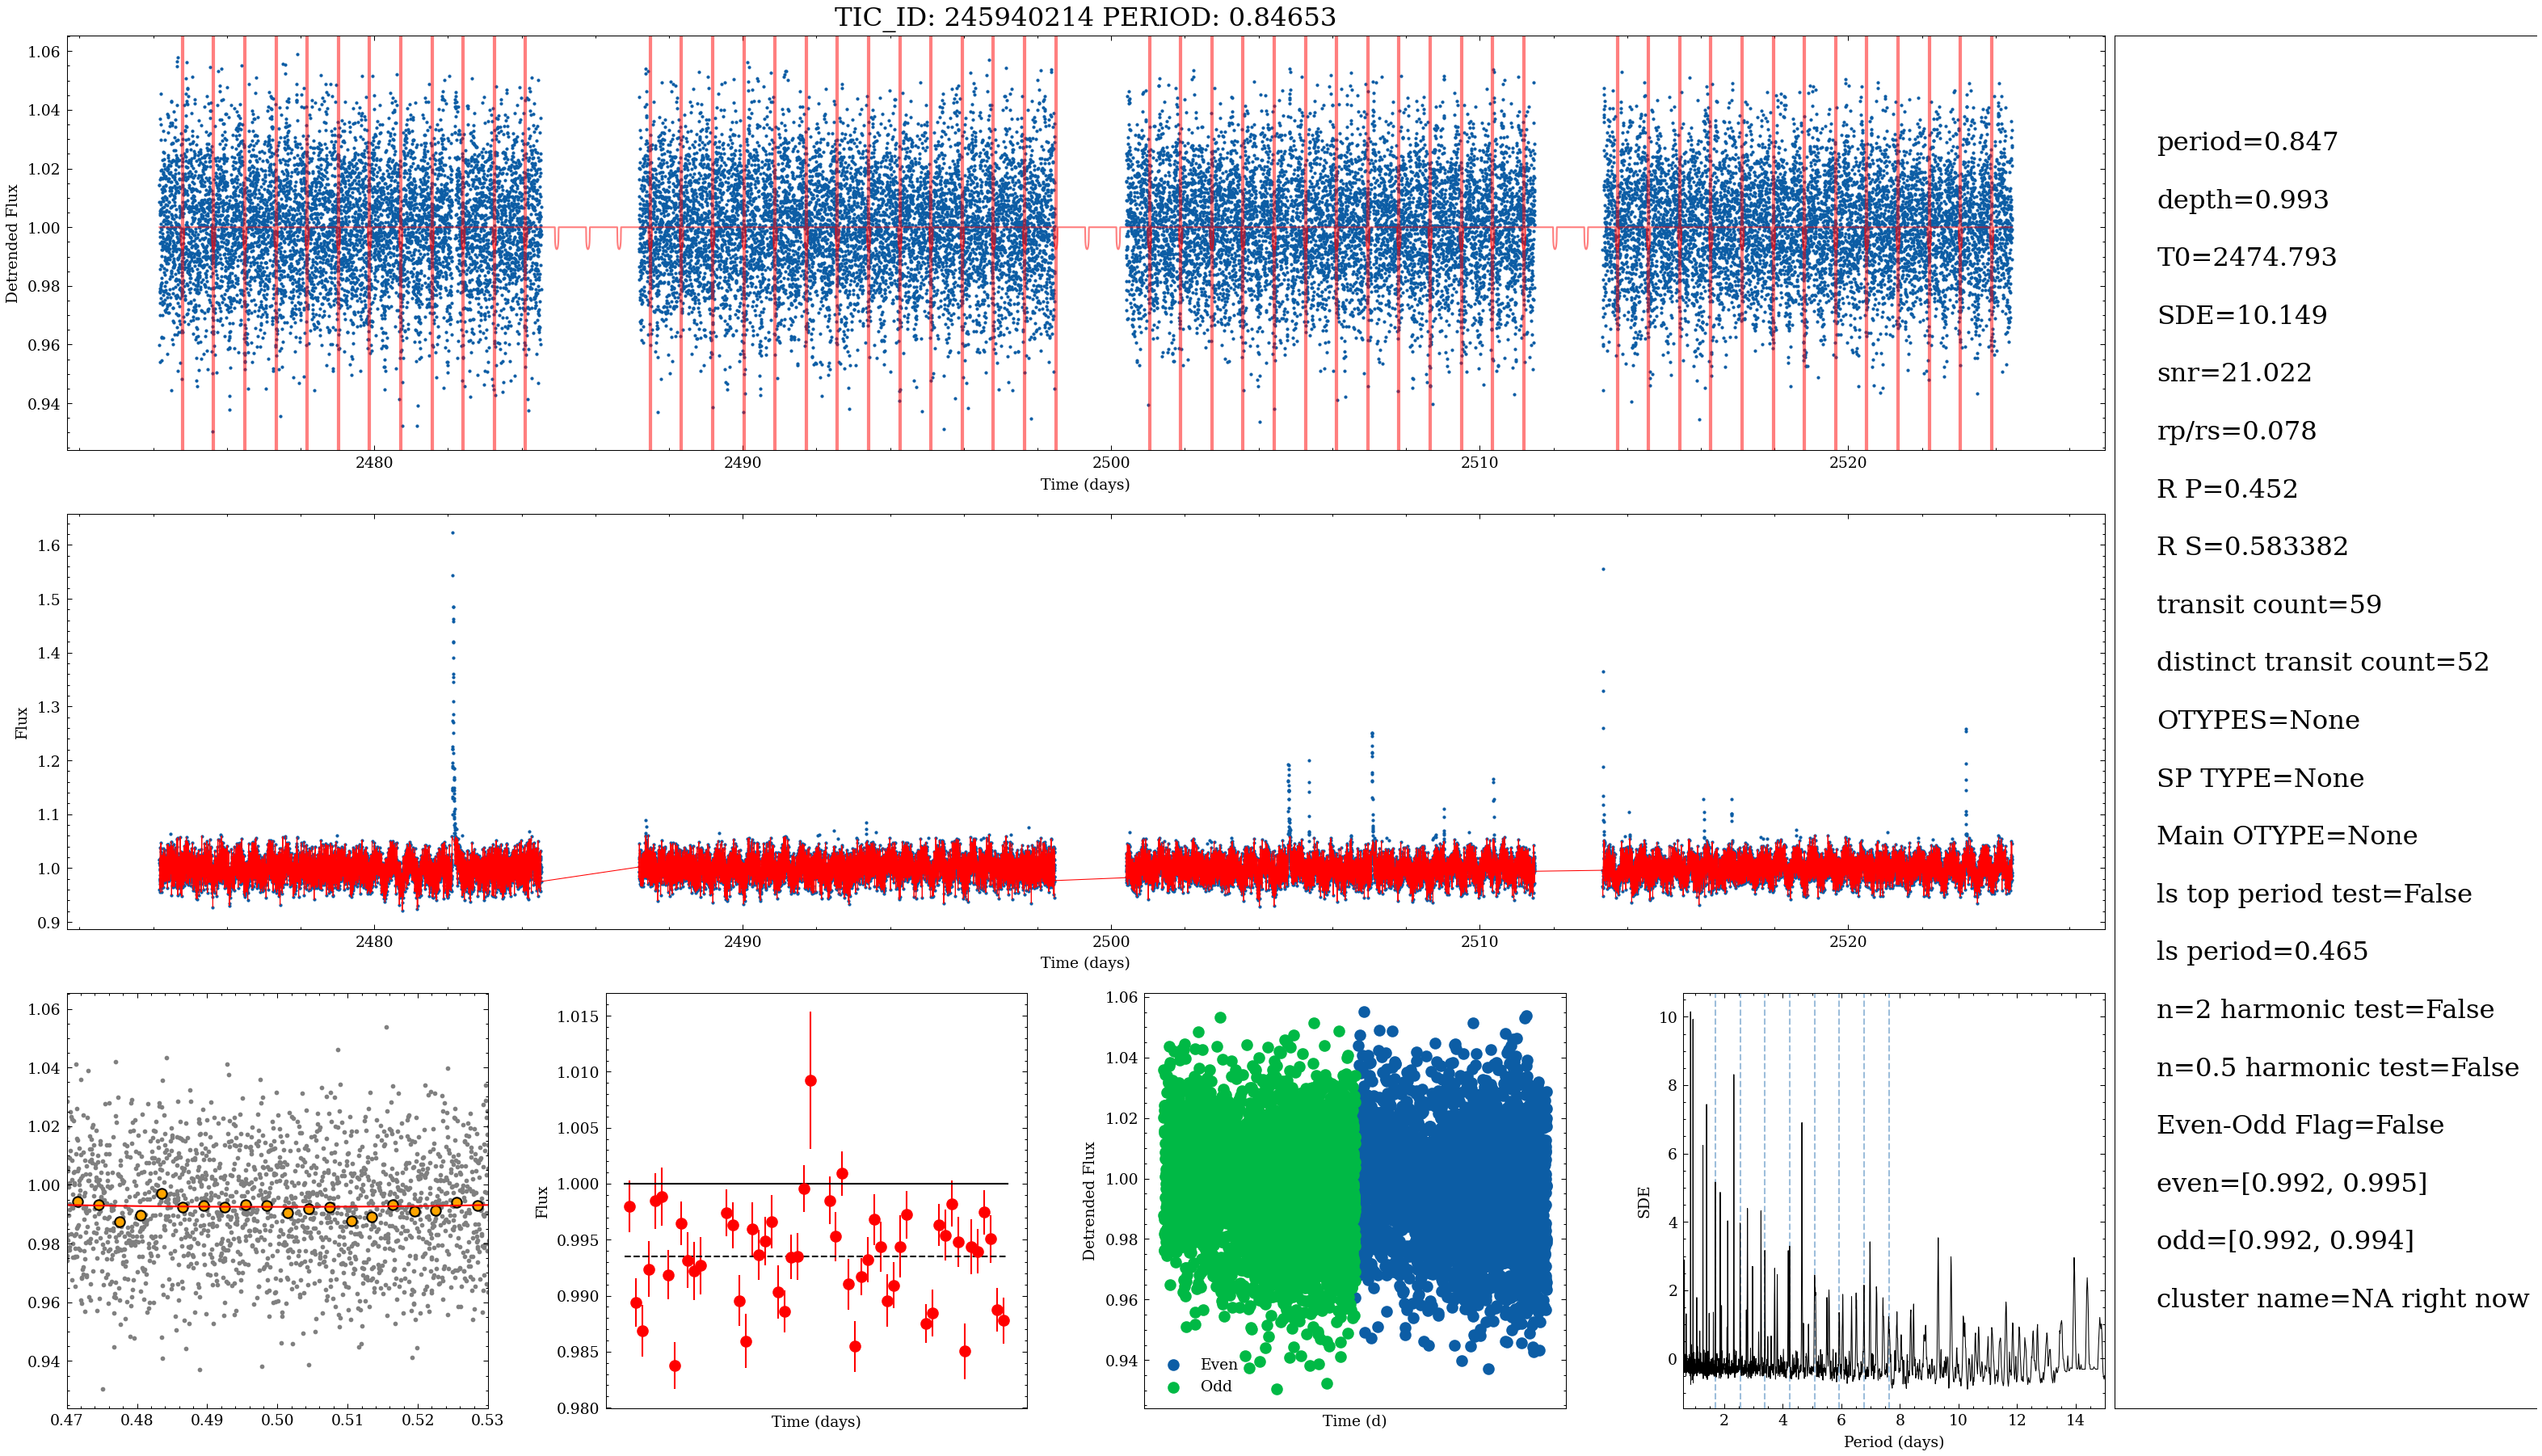 TIC_ID: 245940214 PERIOD: 0.84653
1.06
1.04
1.02
1.00
0.98
0.96
0.94
Detrended Flux
2480
2490
2500
2510
2520
Time (days)
1.6
1.5
1.4
1.3
1.2
1.1
1.0
0.9
Flux
2480
2490
2500
2510
2520
Time (days)
1.06
1.04
1.02
1.00
0.98
0.96
0.94
0.47
0.48
0.49
0.50
0.51
0.52
0.53
1.015
1.010
1.005
1.000
0.995
0.990
0.985
0.980
Flux
Time (days)
1.06
1.04
1.02
1.00
0.98
0.96
0.94
Detrended Flux
Even
Odd
Time (d)
10
8
6
4
2
0
SDE
2
4
6
8
10
12
14
Period (days)
period=0.847
depth=0.993
T0=2474.793
SDE=10.149
snr=21.022
rp/rs=0.078
R P=0.452
R S=0.583382
transit count=59
distinct transit count=52
OTYPES=None
SP TYPE=None
Main OTYPE=None
ls top period test=False
ls period=0.465
n=2 harmonic test=False
n=0.5 harmonic test=False
Even-Odd Flag=False
even=[0.992, 0.995]
odd=[0.992, 0.994]
cluster name=NA right now